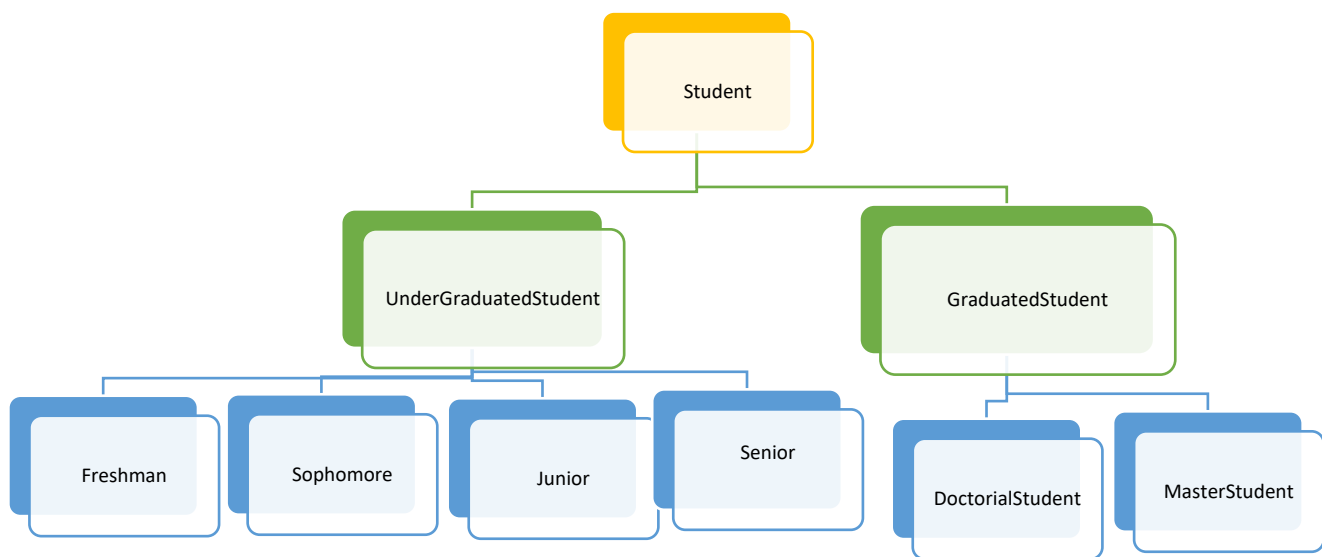 Student
UnderGraduatedStudent
GraduatedStudent
Freshman
Sophomore
Junior
Senior
DoctorialStudent
MasterStudent